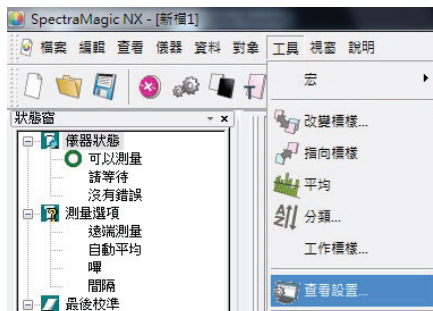 SpectraMagic NX - [新檔1]
檔案 編輯 查看 儀器 資料 對象 工具 視窗 說明
宏
狀態窗
儀器狀態
可以測量
請等待
沒有錯誤
測量選項
遠端測量
自動平均
嗶
間隔
最後校準
改變標樣...
指向標樣
平均
分類...
工作標樣...
查看設置...